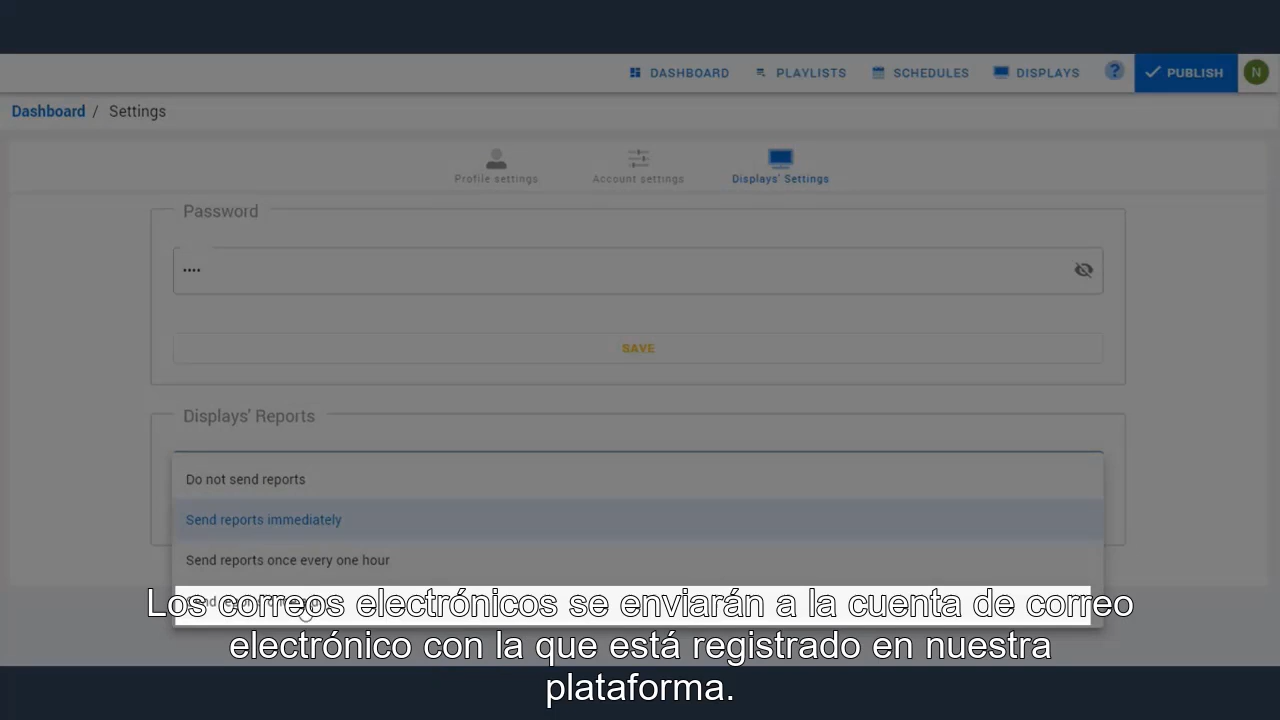 DASHBOARD PLAYLISTS SCHEDULES DISPLAYS ? PUBLISH N
Dashboard / Settings
Profile settings Account settings Displays' Settings
Password
••••
SAVE
Displays' Reports
Do not send reports
Send reports immediately
Send reports once every one hour
Los correos electrónicos se enviarán a la cuenta de correo
electrónico con la que está registrado en nuestra
plataforma.